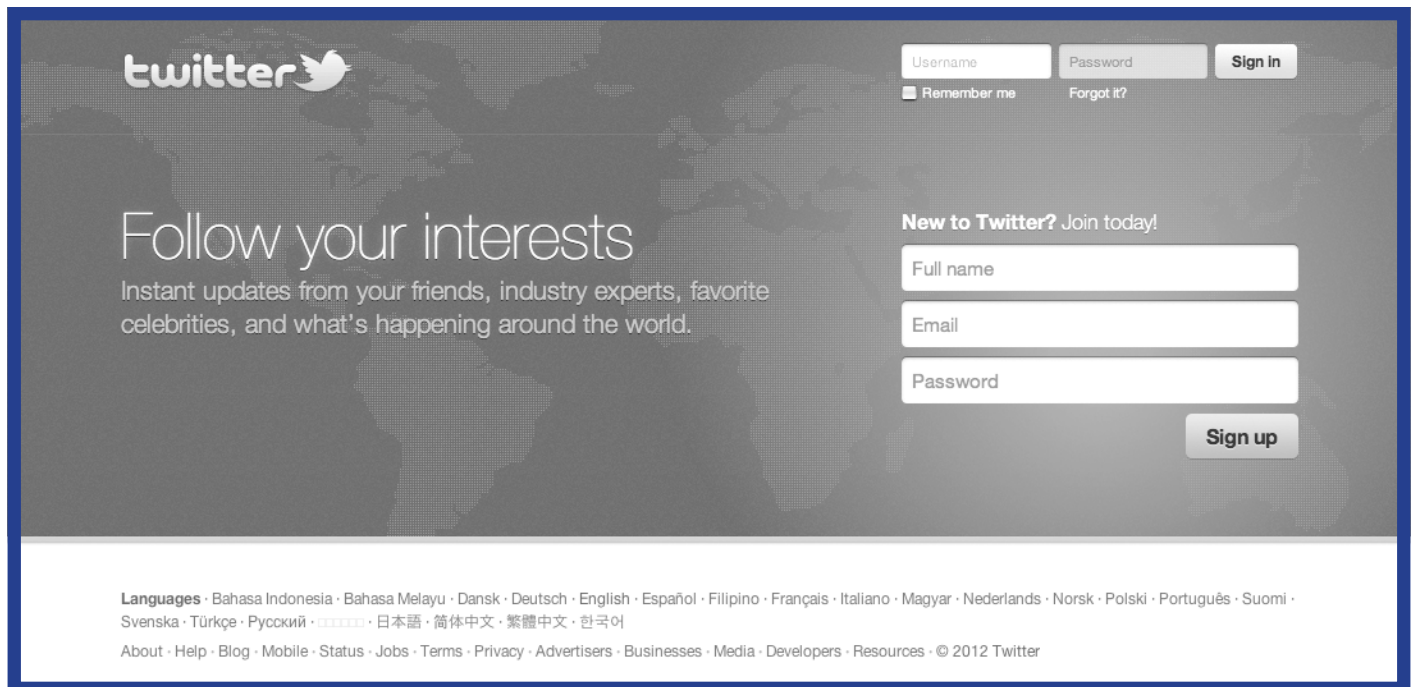 twitter
Username Password Sign in
Remember me Forgot it?
Follow your interests
Instant updates from your friends, industry experts, favorite
celebrities, and what's happening around the world.
New to Twitter? Join today!
Full name
Email
Password
Sign up
Languages · Bahasa Indonesia · Bahasa Melayu · Dansk · Deutsch · English · Español · Filipino · Français · Italiano · Magyar · Nederlands · Norsk · Polski · Português · Suomi ·
Svenska · Türkçe · Русский · □□□□□□ · 日本語 · 简体中文 · 繁體中文 · 한국어
About · Help · Blog · Mobile · Status · Jobs · Terms · Privacy · Advertisers · Businesses · Media · Developers · Resources · © 2012 Twitter